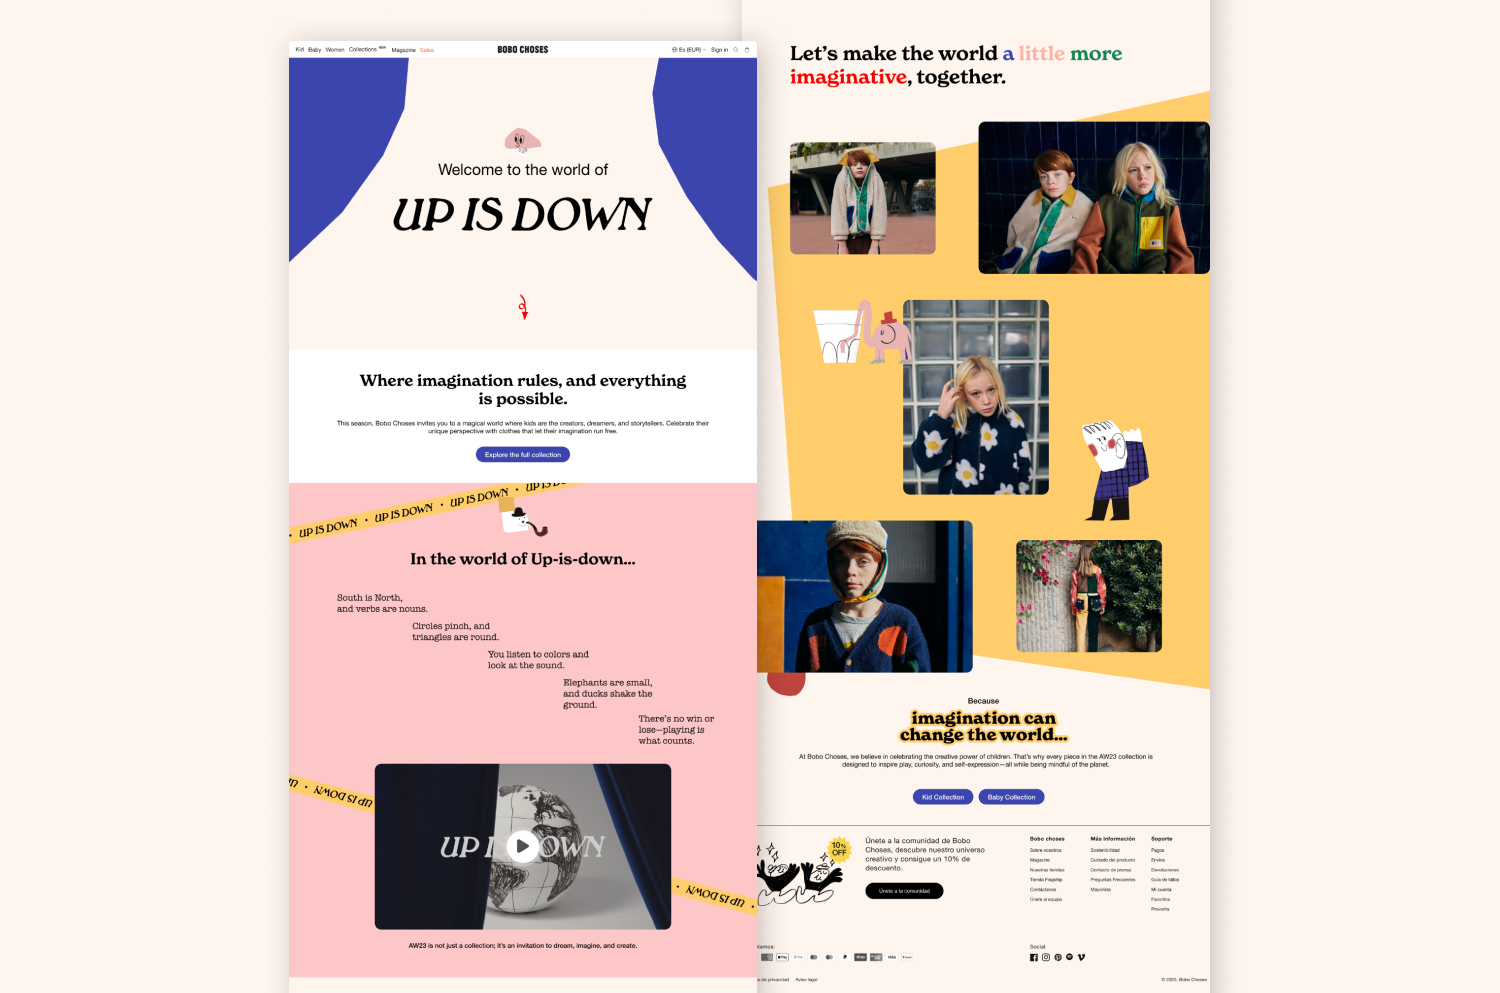 Kid Baby Women Collections NEW Magazine Sales
BOBO CHOSES
Es (EUR) Sign in
Welcome to the world of
UP IS DOWN
Where imagination rules, and everything
is possible.
This season, Bobo Choses invites you to a magical world where kids are the creators, dreamers, and storytellers. Celebrate their
unique perspective with clothes that let their imagination run free.
Explore the full collection
• UP IS DOWN • UP IS DOWN • UP IS DOWN • UP IS DO
In the world of Up-is-down...
South is North,
and verbs are nouns.
Circles pinch, and
triangles are round.
You listen to colors and
look at the sound.
Elephants are small,
and ducks shake the
ground.
There's no win or
lose—playing is
what counts.
UP IS DOWN • UP
UP IS DOWN
• UP IS DOWN •
AW23 is not just a collection; it's an invitation to dream, imagine, and create.
Let's make the world a little more
imaginative, together.
Because
imagination can
change the world...
At Bobo Choses, we believe in celebrating the creative power of children. That's why every piece in the AW23 collection is
designed to inspire play, curiosity, and self-expression—all while being mindful of the planet.
Kid Collection
Baby Collection
10%
OFF
Únete a la comunidad de Bobo
Choses, descubre nuestro universo
creativo y consigue un 10% de
descuento.
Únete a la comunidad
Bobo choses
Sobre nosotros
Magazine
Nuestras tiendas
Tienda Flagship
Contáctanos
Únete al equipo
Más información
Sostenibilidad
Cuidado del producto
Contacto de prensa
Preguntas Frecuentes
Mayorista
Soporte
Pagos
Envíos
Devoluciones
Guía de tallas
Mi cuenta
Favoritos
Preventa
tamos:
Pay
G Pay
VISA
Social
a de privacidad Aviso legal
© 2025, Bobo Choses